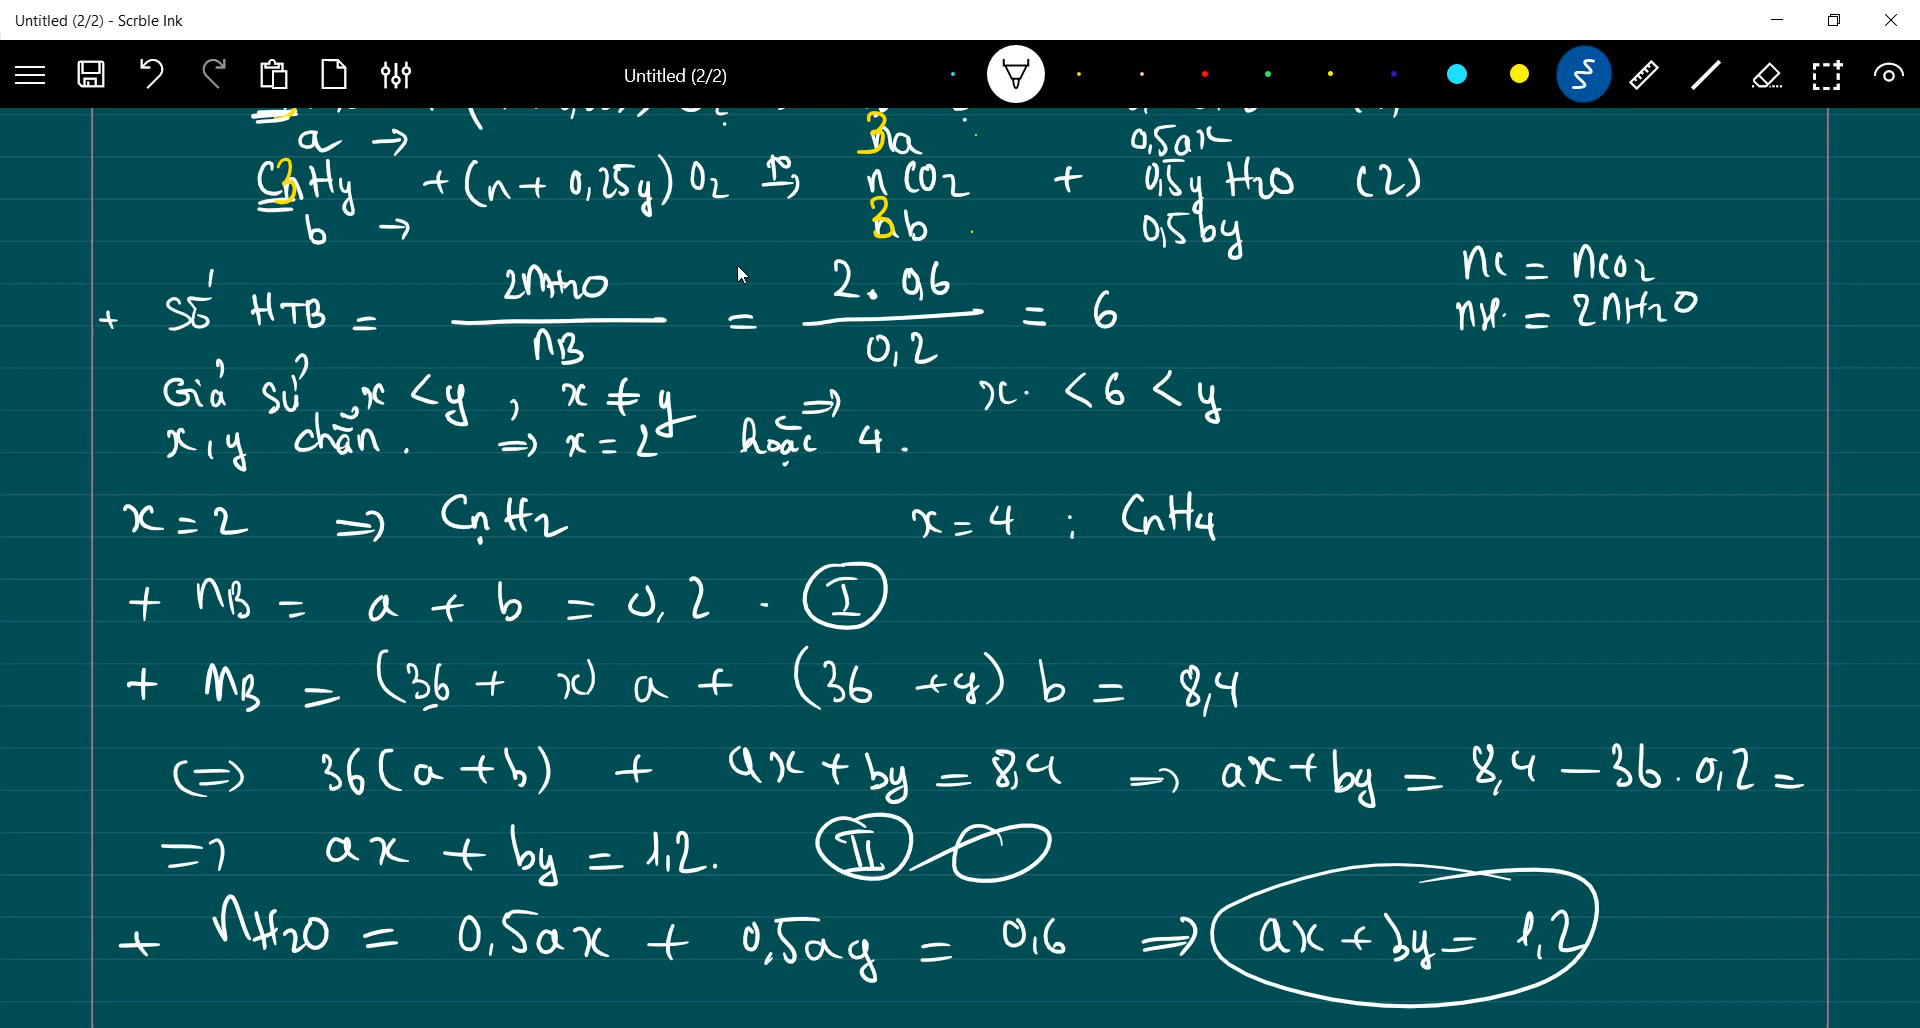 Untitled (2/2) - Scrble Ink
Untitled (2/2)
a → 3na 0,5ax
CnHy + (n + 0,25y) O2 → nCO2 + 0,5y H2O (2)
b → 3nb 0,5by
nC = nCO2
+ Số HTB = 2nH2O / nB = 2. 0,6 / 0,2 = 6
nH = 2nH2O
Giả sử x < y , x ≠ y ⇒ x < 6 < y
x, y chẵn . ⇒ x = 2 hoặc 4 .
x = 2 ⇒ CnH2 x = 4 ; CnH4
+ nB = a + b = 0,2 . I
+ mB = (36 + x) a + (36 + y) b = 8,4
(=) 36(a + b) + ax + by = 8,4 ⇒ ax + by = 8,4 – 36 . 0,2 =
⇒ ax + by = 1,2. II
+ nH2O = 0,5ax + 0,5ay = 0,6 ⇒ ax + by = 1,2